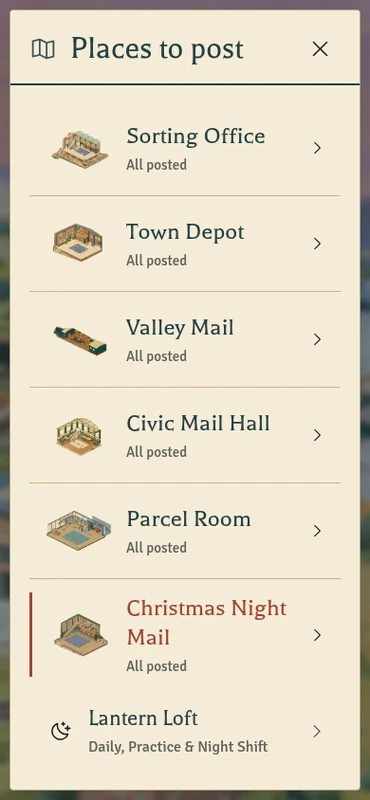 Places to post
Sorting Office
All posted
Town Depot
All posted
Valley Mail
All posted
Civic Mail Hall
All posted
Parcel Room
All posted
Christmas Night
Mail
All posted
Lantern Loft
Daily, Practice & Night Shift